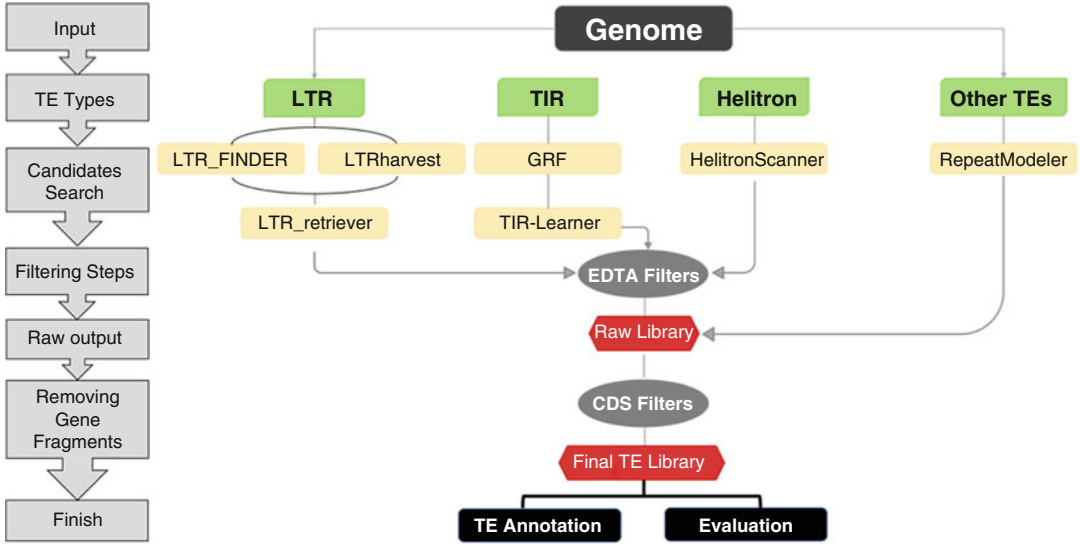 Input
TE Types
Candidates
Search
Filtering Steps
Raw output
Removing
Gene
Fragments
Finish
Genome
LTR
TIR
Helitron
Other TEs
LTR_FINDER
LTRharvest
GRF
HelitronScanner
RepeatModeler
LTR_retriever
TIR-Learner
EDTA Filters
Raw Library
CDS Filters
Final TE Library
TE Annotation
Evaluation